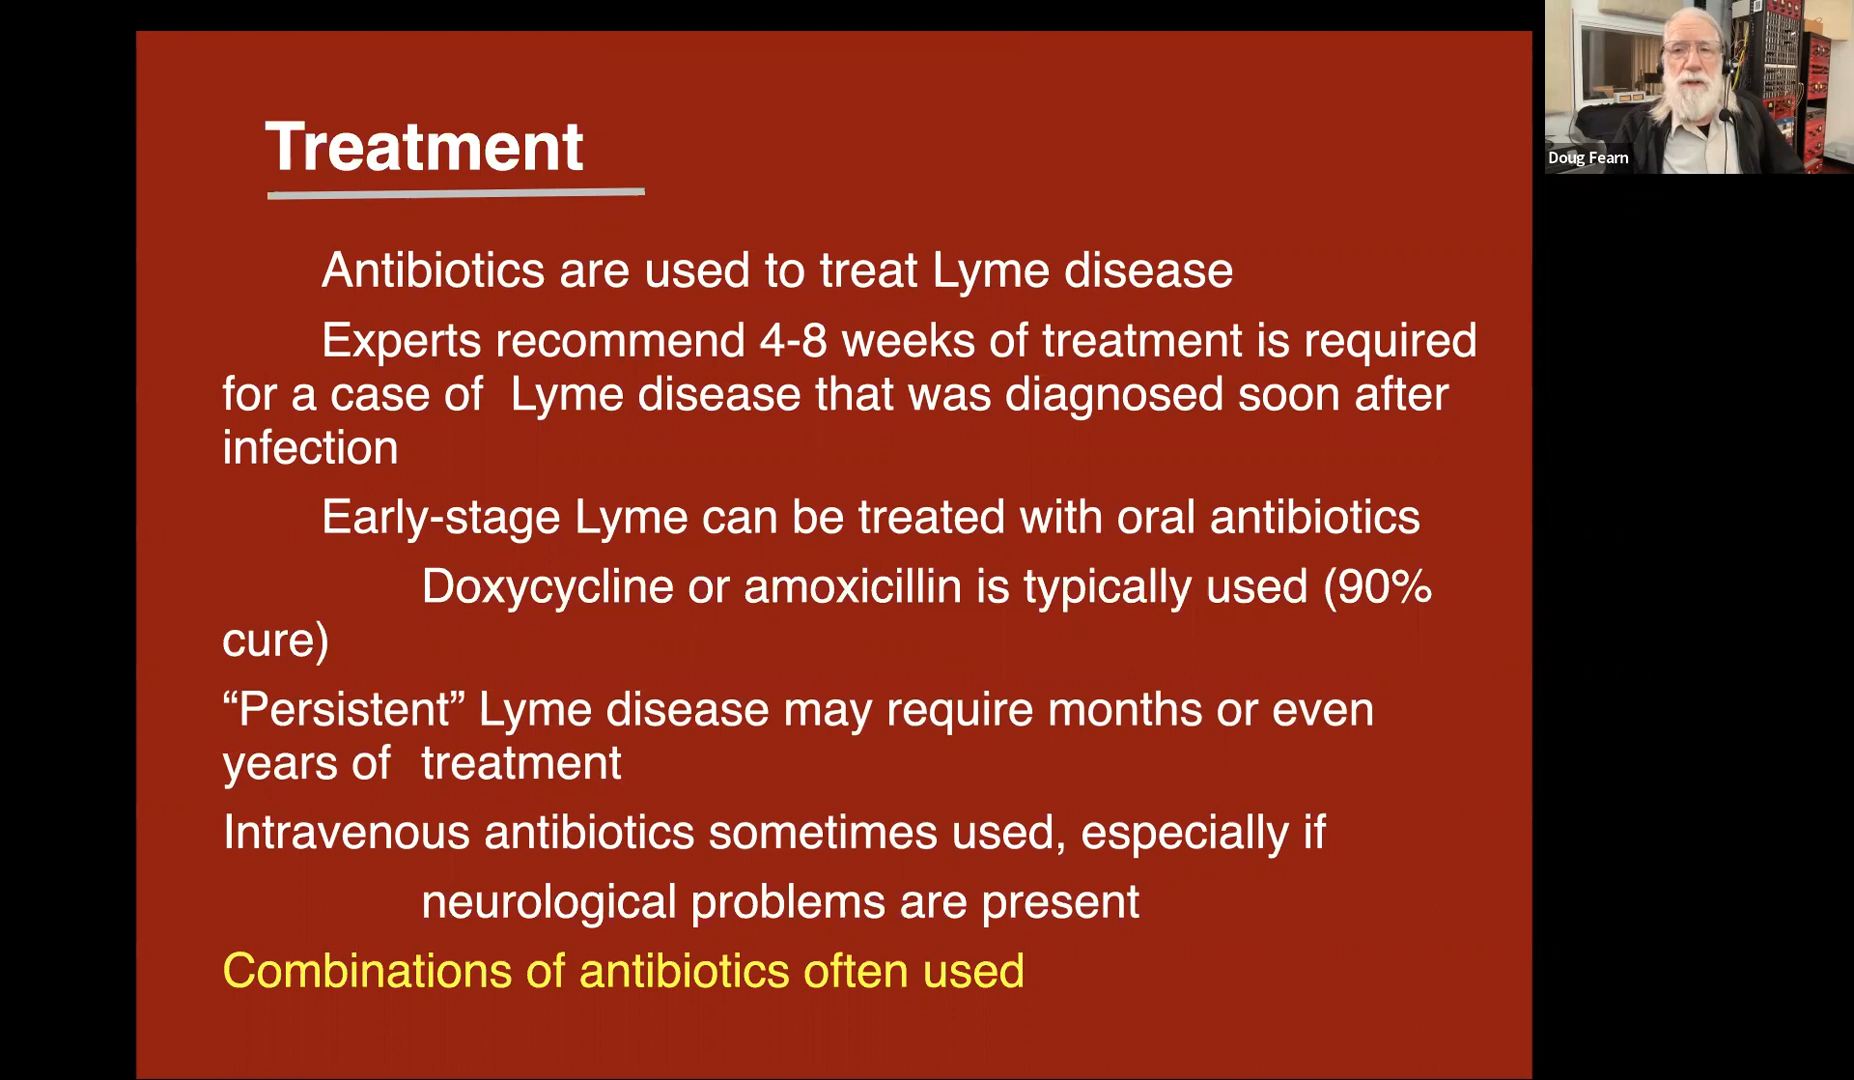 Treatment
Antibiotics are used to treat Lyme disease
Experts recommend 4-8 weeks of treatment is required
for a case of Lyme disease that was diagnosed soon after
infection
Early-stage Lyme can be treated with oral antibiotics
Doxycycline or amoxicillin is typically used (90%
cure)
“Persistent” Lyme disease may require months or even
years of treatment
Intravenous antibiotics sometimes used, especially if
neurological problems are present
Combinations of antibiotics often used
Doug Fearn